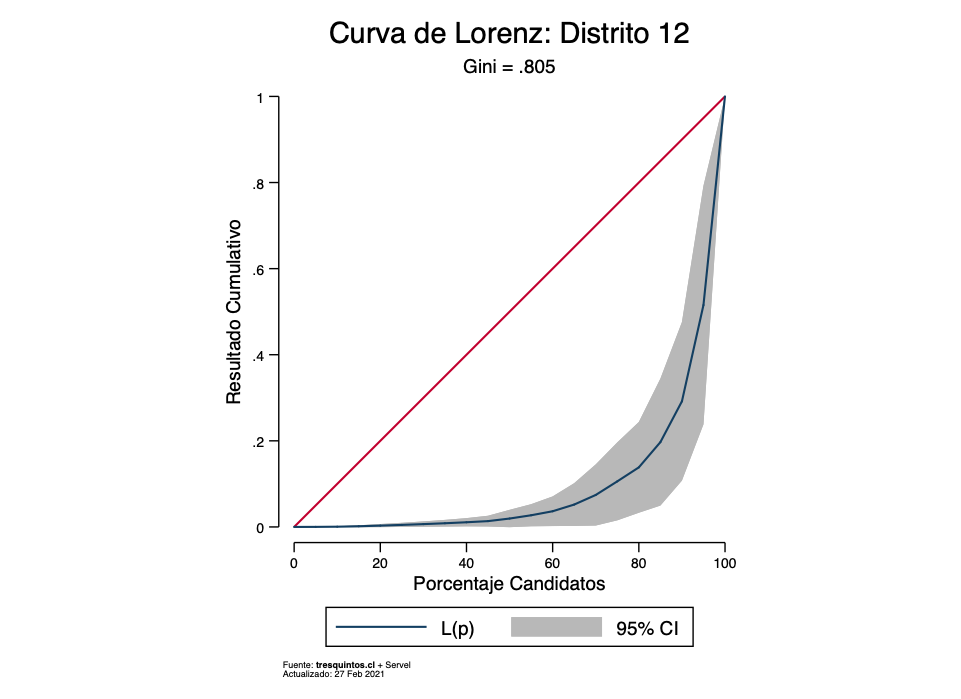 Curva de Lorenz: Distrito 12
Gini = .805
Resultado Cumulativo
1
.8
.6
.4
.2
0
0 20 40 60 80 100
Porcentaje Candidatos
L(p) 95% CI
Fuente: tresquintos.cl + Servel
Actualizado: 27 Feb 2021